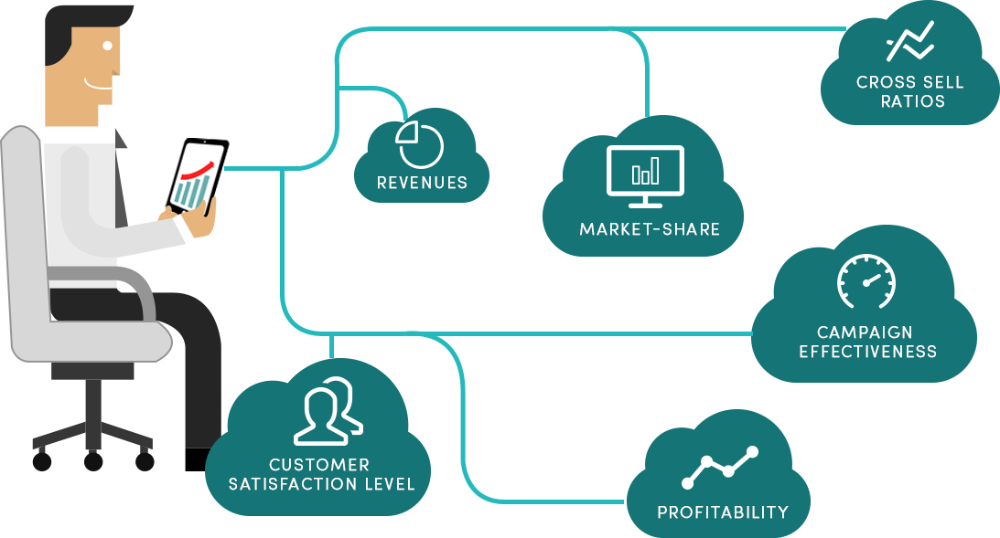 CROSS SELL
RATIOS
REVENUES
MARKET-SHARE
CAMPAIGN
EFFECTIVENESS
CUSTOMER
SATISFACTION LEVEL
PROFITABILITY